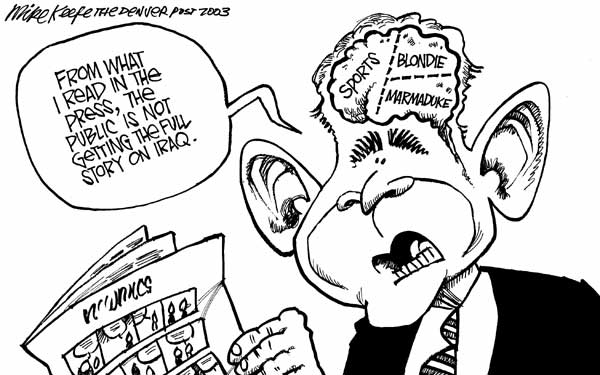 Mike Keefe THE DENVER POST 2003
FROM WHAT
I READ IN THE
PRESS, THE
PUBLIC IS NOT
GETTING THE FULL
STORY ON IRAQ.
SPORTS
BLONDIE
MARMADUKE